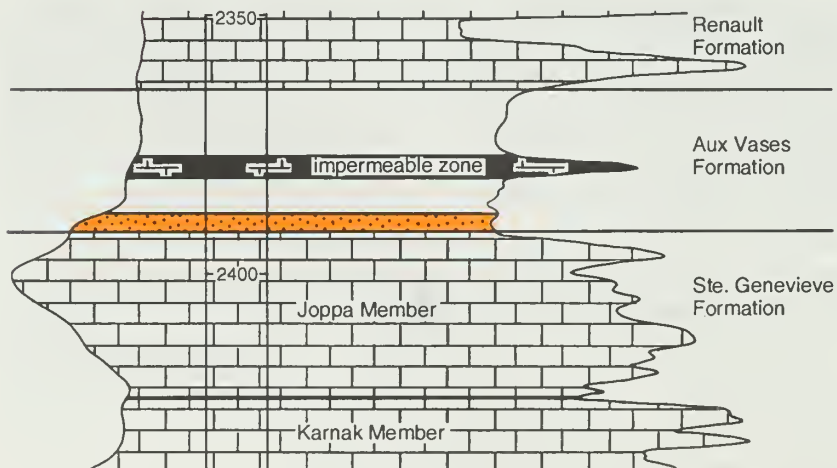 2350
Renault
Formation
impermeable zone
Aux Vases
Formation
2400
Ste. Genevieve
Formation
Joppa Member
Karnak Member